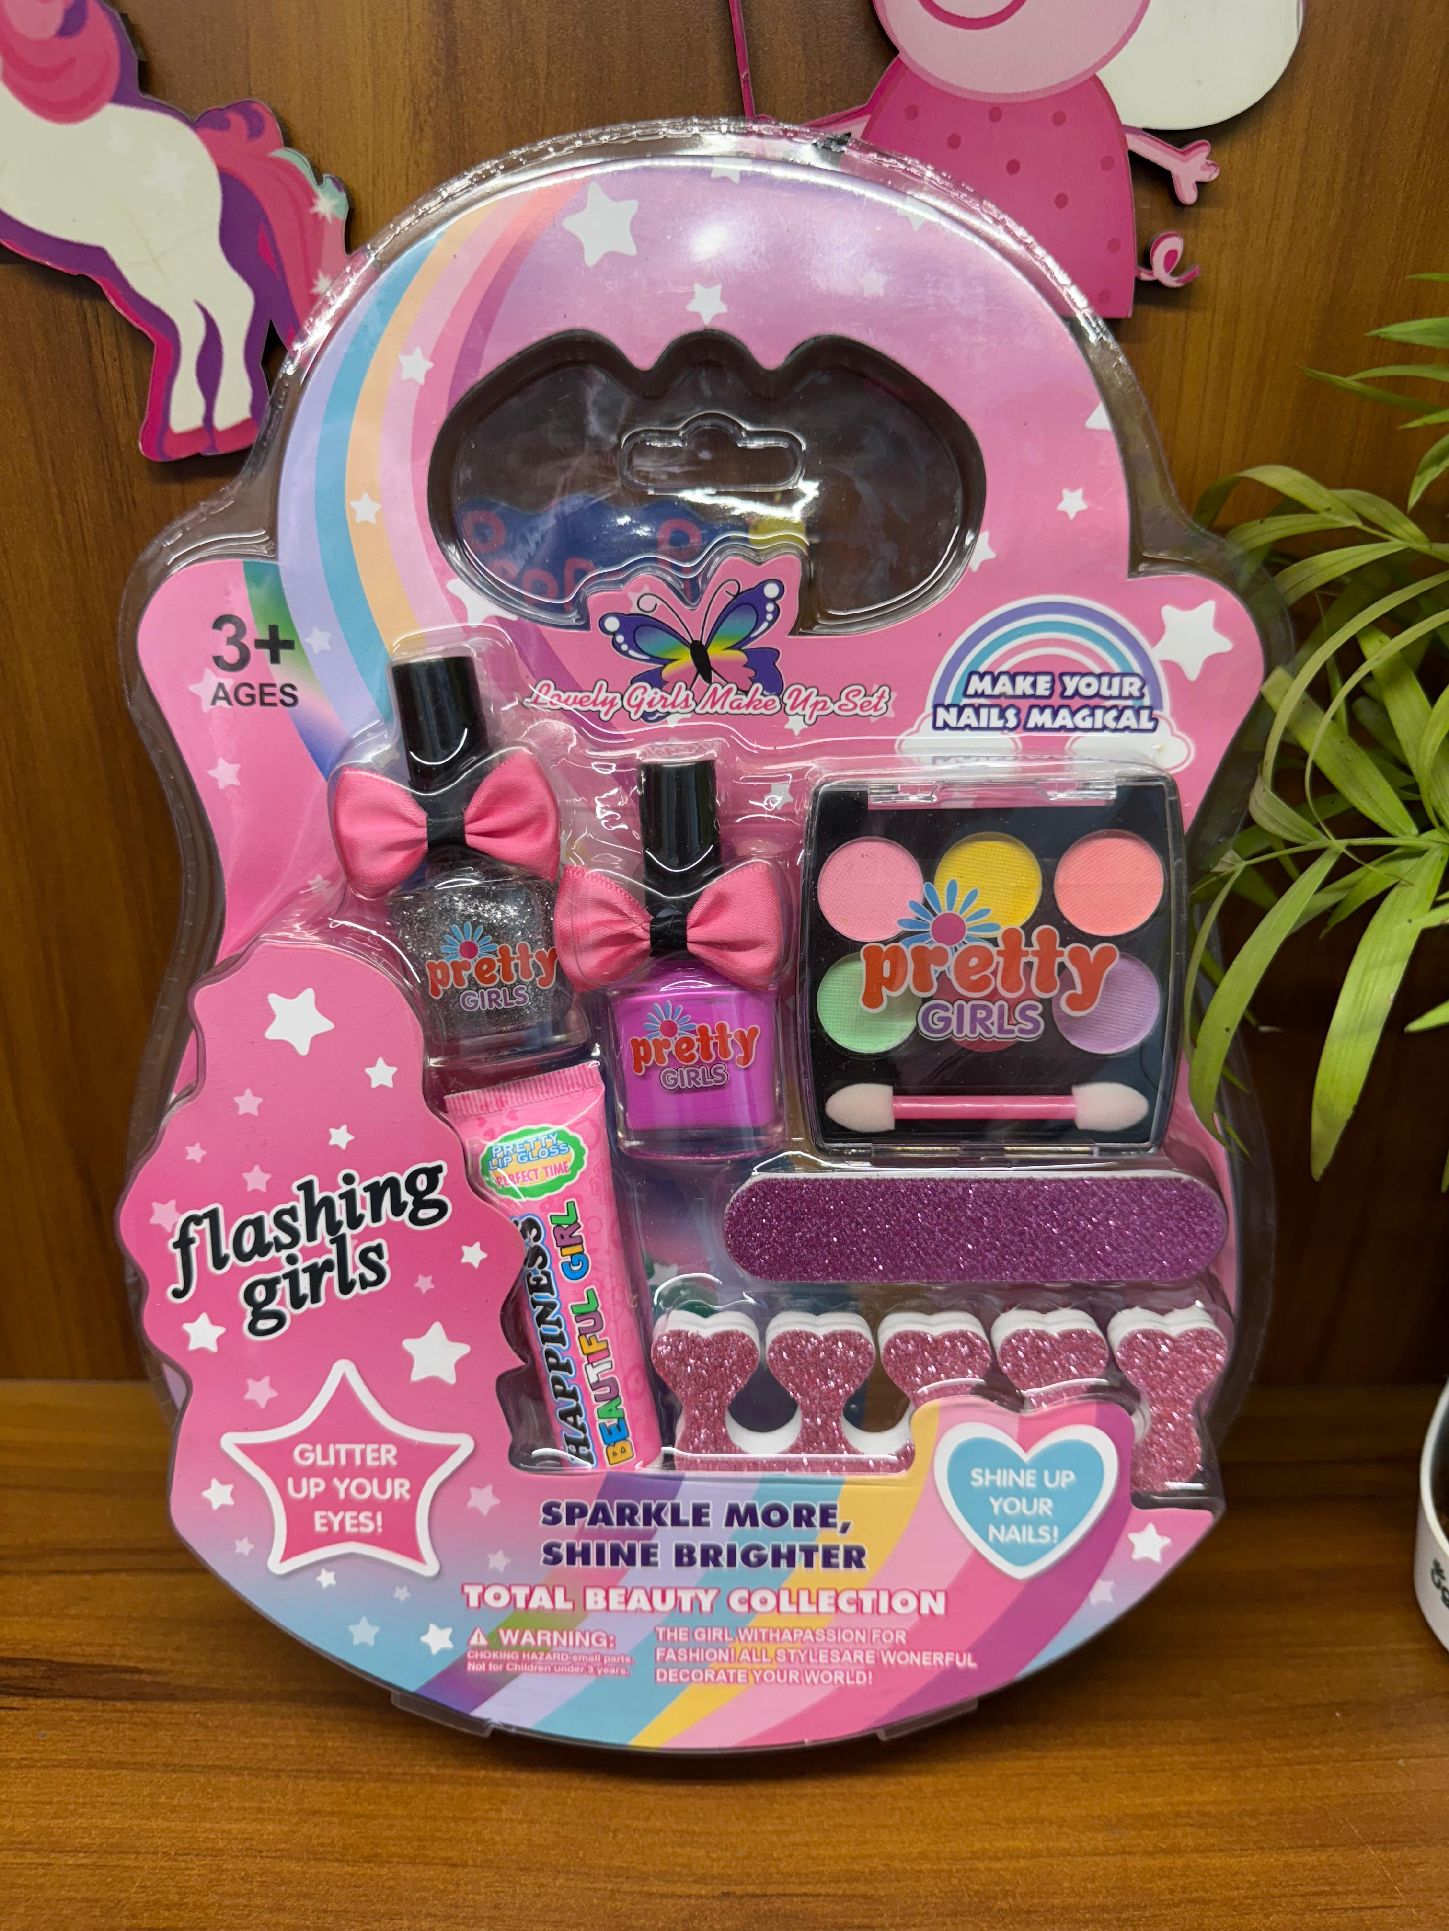 3+
AGES
Lovely Girls Make Up Set
MAKE YOUR
NAILS MAGICAL
pretty
GIRLS
pretty
GIRLS
pretty
GIRLS
PRETTY
LIP GLOSS
PERFECT TIME
HAPPINESS
BEAUTIFUL GIRL
flashing
girls
GLITTER
UP YOUR
EYES!
SHINE UP
YOUR
NAILS!
SPARKLE MORE,
SHINE BRIGHTER
TOTAL BEAUTY COLLECTION
WARNING:
CHOKING HAZARD-small parts.
Not for Children under 3 years.
THE GIRL WITHAPASSION FOR
FASHION! ALL STYLESARE WONERFUL
DECORATE YOUR WORLD!